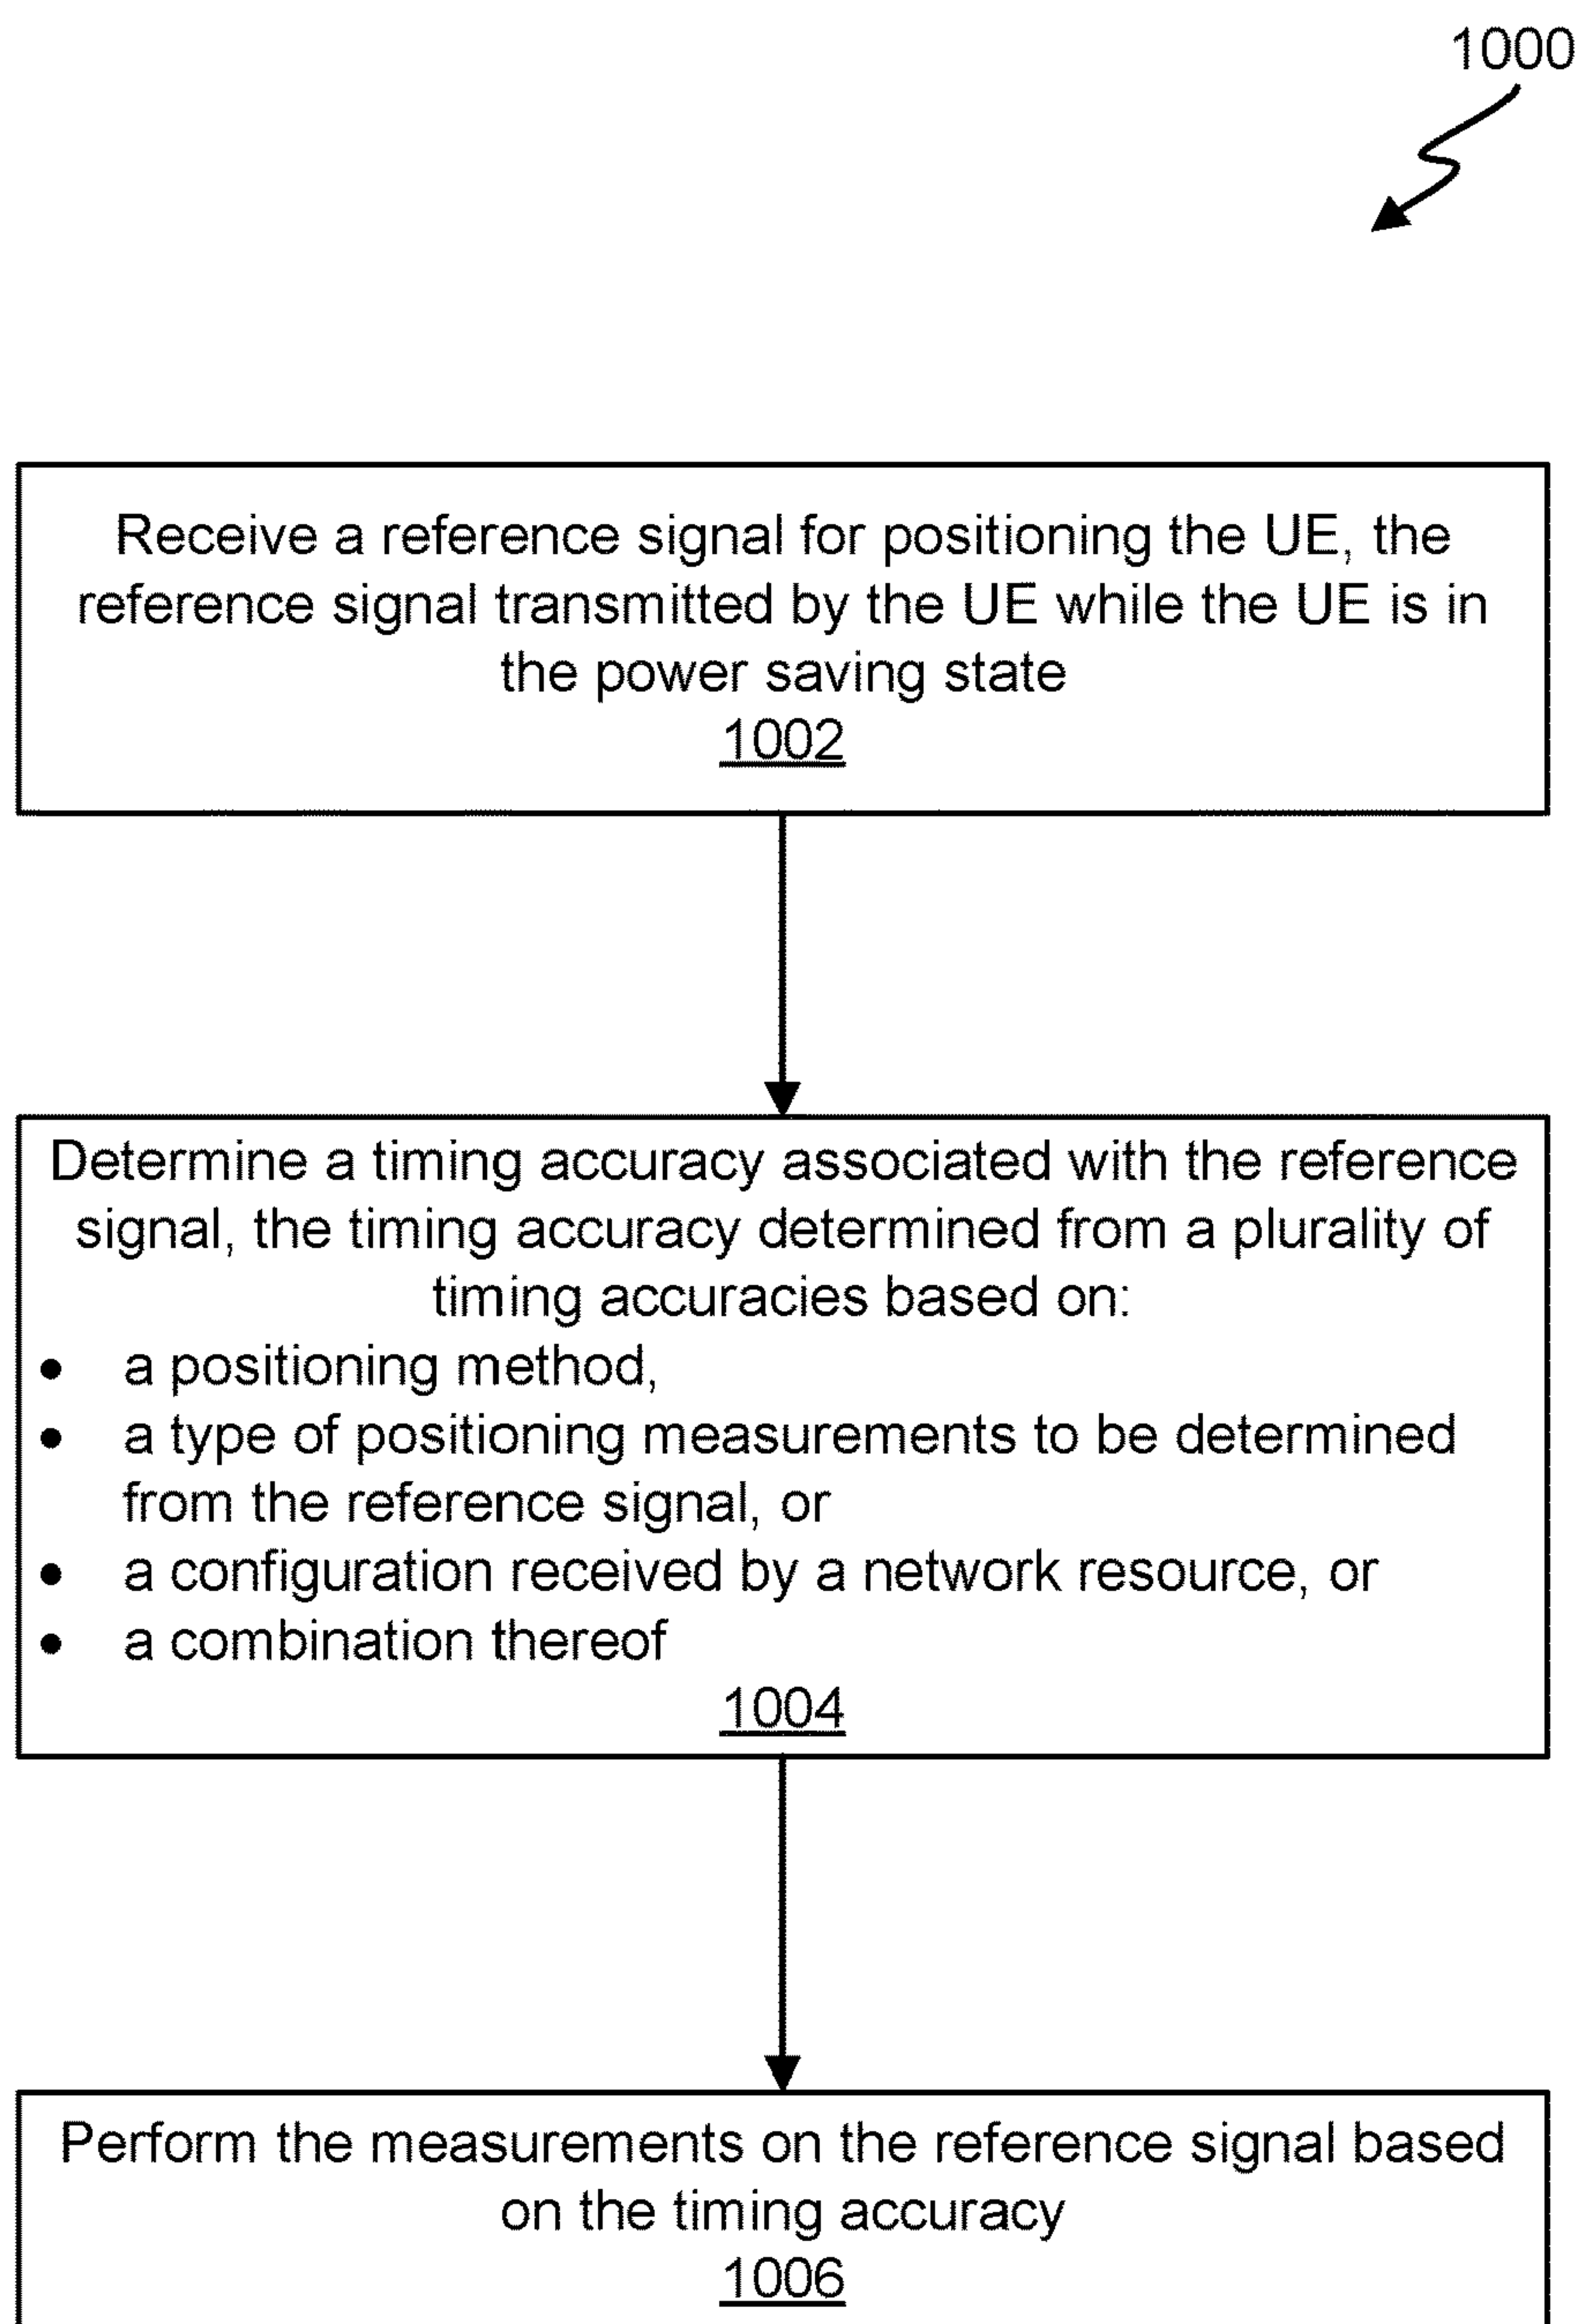 1000
Receive a reference signal for positioning the UE, the
reference signal transmitted by the UE while the UE is in
the power saving state
1002
Determine a timing accuracy associated with the reference
signal, the timing accuracy determined from a plurality of
timing accuracies based on:
• a positioning method,
• a type of positioning measurements to be determined
from the reference signal, or
• a configuration received by a network resource, or
• a combination thereof
1004
Perform the measurements on the reference signal based
on the timing accuracy
1006